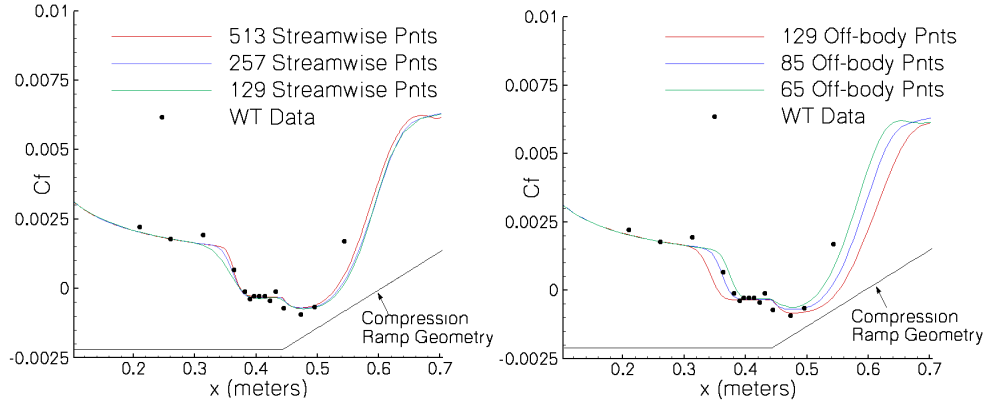 0.01
0.0075
0.005
0.0025
0
-0.0025
Cf
513 Streamwise Pnts
257 Streamwise Pnts
129 Streamwise Pnts
WT Data
Compression
Ramp Geometry
0.2
0.3
0.4
0.5
0.6
0.7
x (meters)
0.01
0.0075
0.005
0.0025
0
-0.0025
Cf
129 Off-body Pnts
85 Off-body Pnts
65 Off-body Pnts
WT Data
Compression
Ramp Geometry
0.2
0.3
0.4
0.5
0.6
0.7
x (meters)